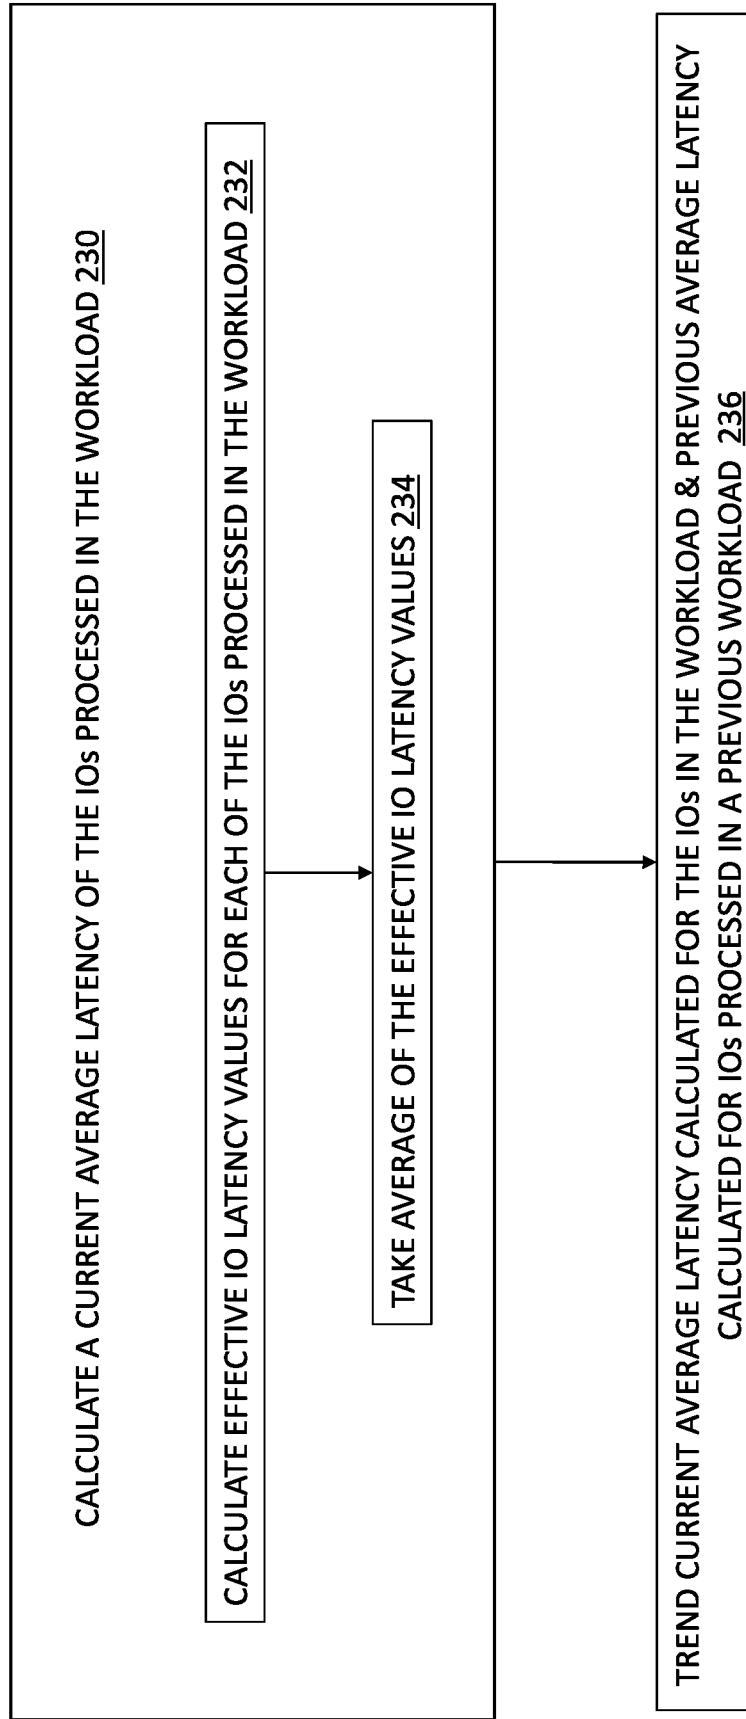 CALCULATE A CURRENT AVERAGE LATENCY OF THE IOs PROCESSED IN THE WORKLOAD 230
CALCULATE EFFECTIVE IO LATENCY VALUES FOR EACH OF THE IOs PROCESSED IN THE WORKLOAD 232
TAKE AVERAGE OF THE EFFECTIVE IO LATENCY VALUES 234
TREND CURRENT AVERAGE LATENCY CALCULATED FOR THE IOs IN THE WORKLOAD & PREVIOUS AVERAGE LATENCY
CALCULATED FOR IOs PROCESSED IN A PREVIOUS WORKLOAD 236